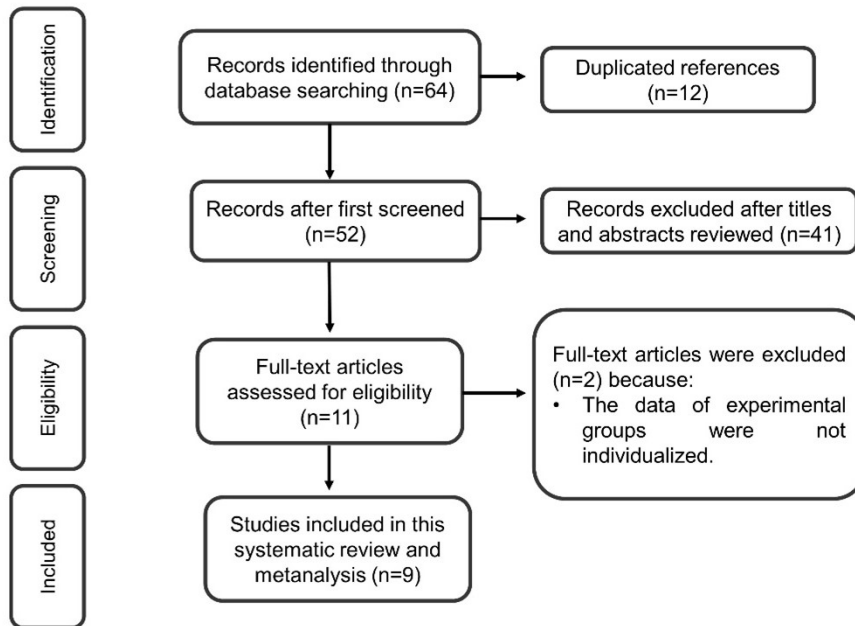 Identification
Records identified through
database searching (n=64)
Duplicated references
(n=12)
Screening
Records after first screened
(n=52)
Records excluded after titles
and abstracts reviewed (n=41)
Eligibility
Full-text articles
assessed for eligibility
(n=11)
Full-text articles were excluded
(n=2) because:
• The data of experimental
groups were not
individualized.
Included
Studies included in this
systematic review and
metanalysis (n=9)